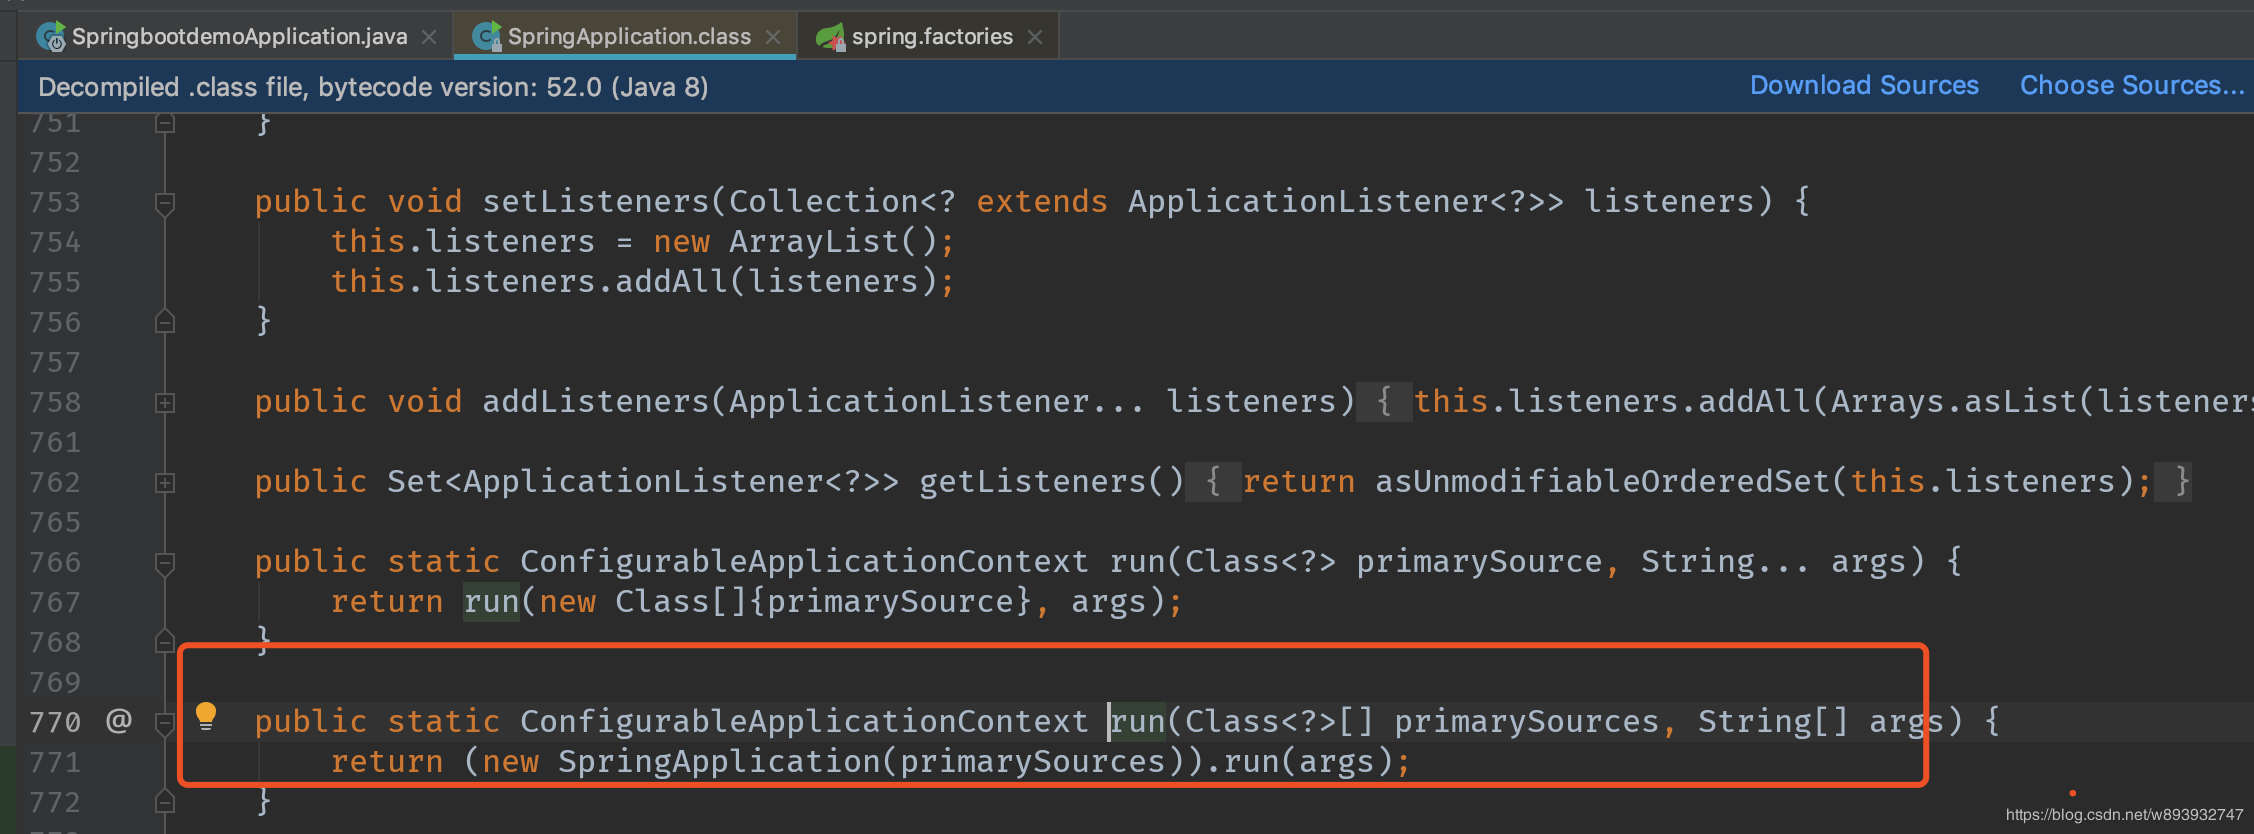 SpringbootdemoApplication.java
SpringApplication.class
spring.factories
Decompiled .class file, bytecode version: 52.0 (Java 8)
Download Sources
Choose Sources...
751 }
752
753 public void setListeners(Collection<? extends ApplicationListener<?>> listeners) {
754 this.listeners = new ArrayList();
755 this.listeners.addAll(listeners);
756 }
757
758 public void addListeners(ApplicationListener... listeners) { this.listeners.addAll(Arrays.asList(listeners
761
762 public Set<ApplicationListener<?>> getListeners() { return asUnmodifiableOrderedSet(this.listeners); }
765
766 public static ConfigurableApplicationContext run(Class<?> primarySource, String... args) {
767 return run(new Class[]{primarySource}, args);
768 }
769
770 @ public static ConfigurableApplicationContext run(Class<?>[] primarySources, String[] args) {
771 return (new SpringApplication(primarySources)).run(args);
772 }
https://blog.csdn.net/w893932747